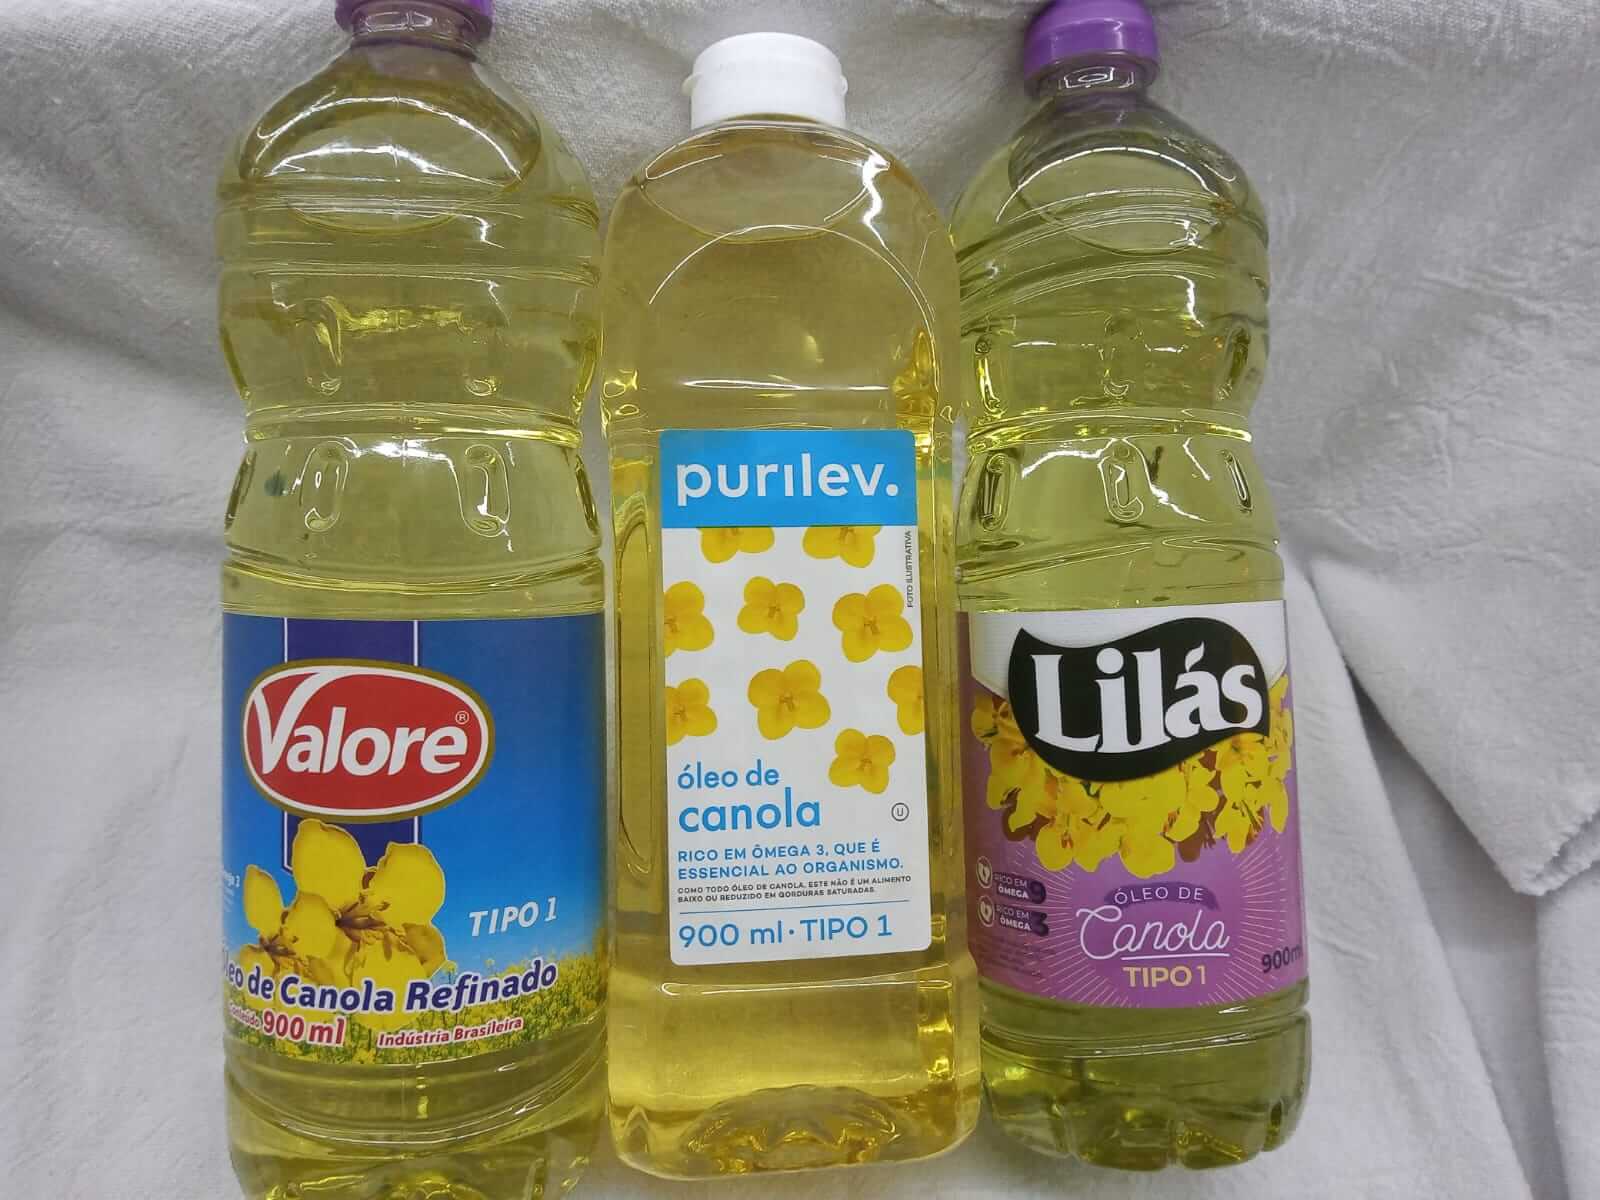 Valore®
TIPO 1
Óleo de Canola Refinado
900 ml
Indústria Brasileira
purilev.
FOTO ILUSTRATIVA
óleo de
canola
U
RICO EM ÔMEGA 3, QUE É
ESSENCIAL AO ORGANISMO.
COMO TODO ÓLEO DE CANOLA, ESTE NÃO É UM ALIMENTO
BAIXO OU REDUZIDO EM GORDURAS SATURADAS.
900 ml · TIPO 1
Lilás
RICO EM
ÔMEGA 9
RICO EM
ÔMEGA 3
ÓLEO DE
Canola
TIPO 1
900ml